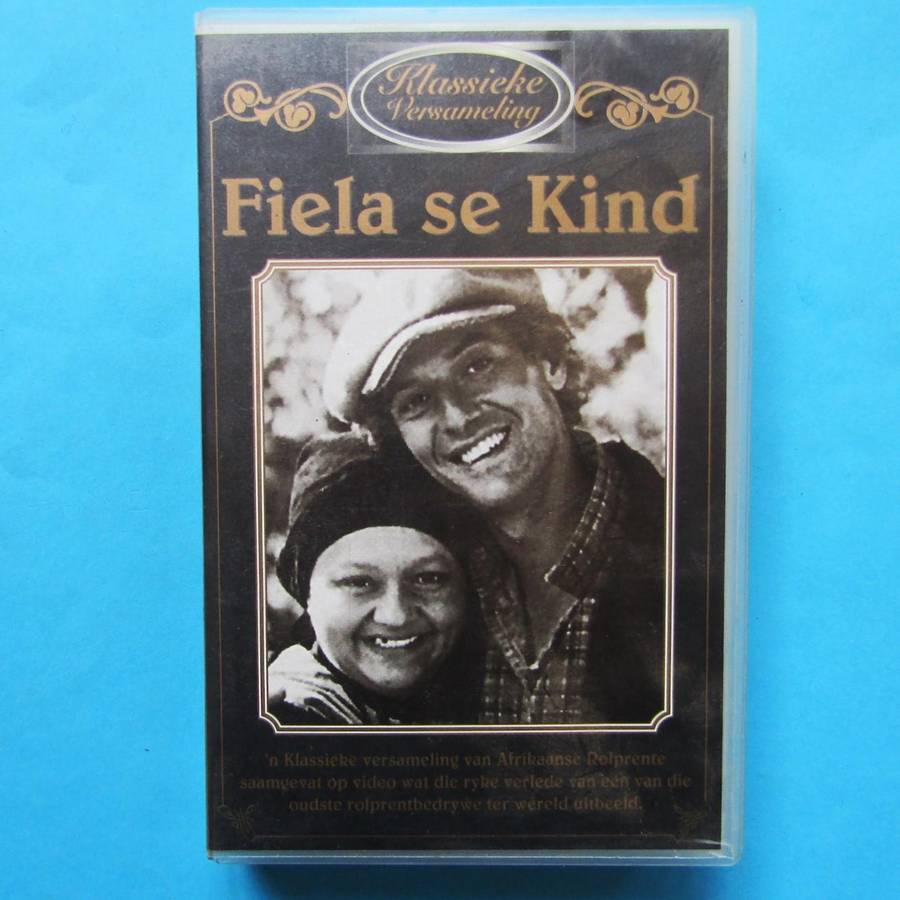 Klassieke
Versameling
Fiela se Kind
'n Klassieke versameling van Afrikaanse Rolprente
saamgevat op video wat die ryke verlede van een van die
oudste rolprentbedrywe ter wêreld uitbeeld.